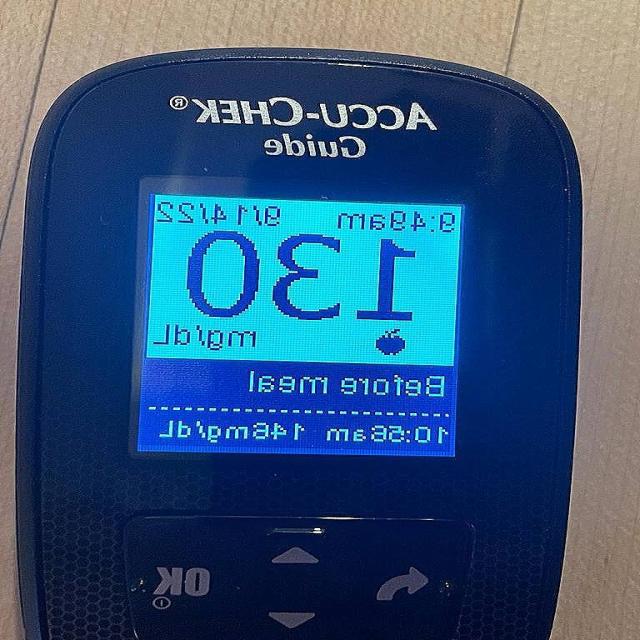 ACCU-CHEK®
Guide
9:49am 9/14/22
130
mg/dL
Before meal
10:56am 146mg/dL
OK